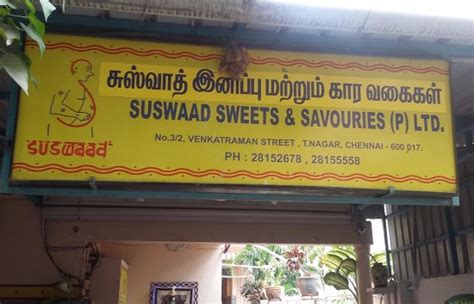 சுஸ்வாத் இனிப்பு மற்றும் கார வகைகள்
SUSWAAD SWEETS & SAVOURIES (P) LTD.
suswaad
No.3/2, VENKATRAMAN STREET , T.NAGAR, CHENNAI - 600 017.
PH : 28152678 , 28155558